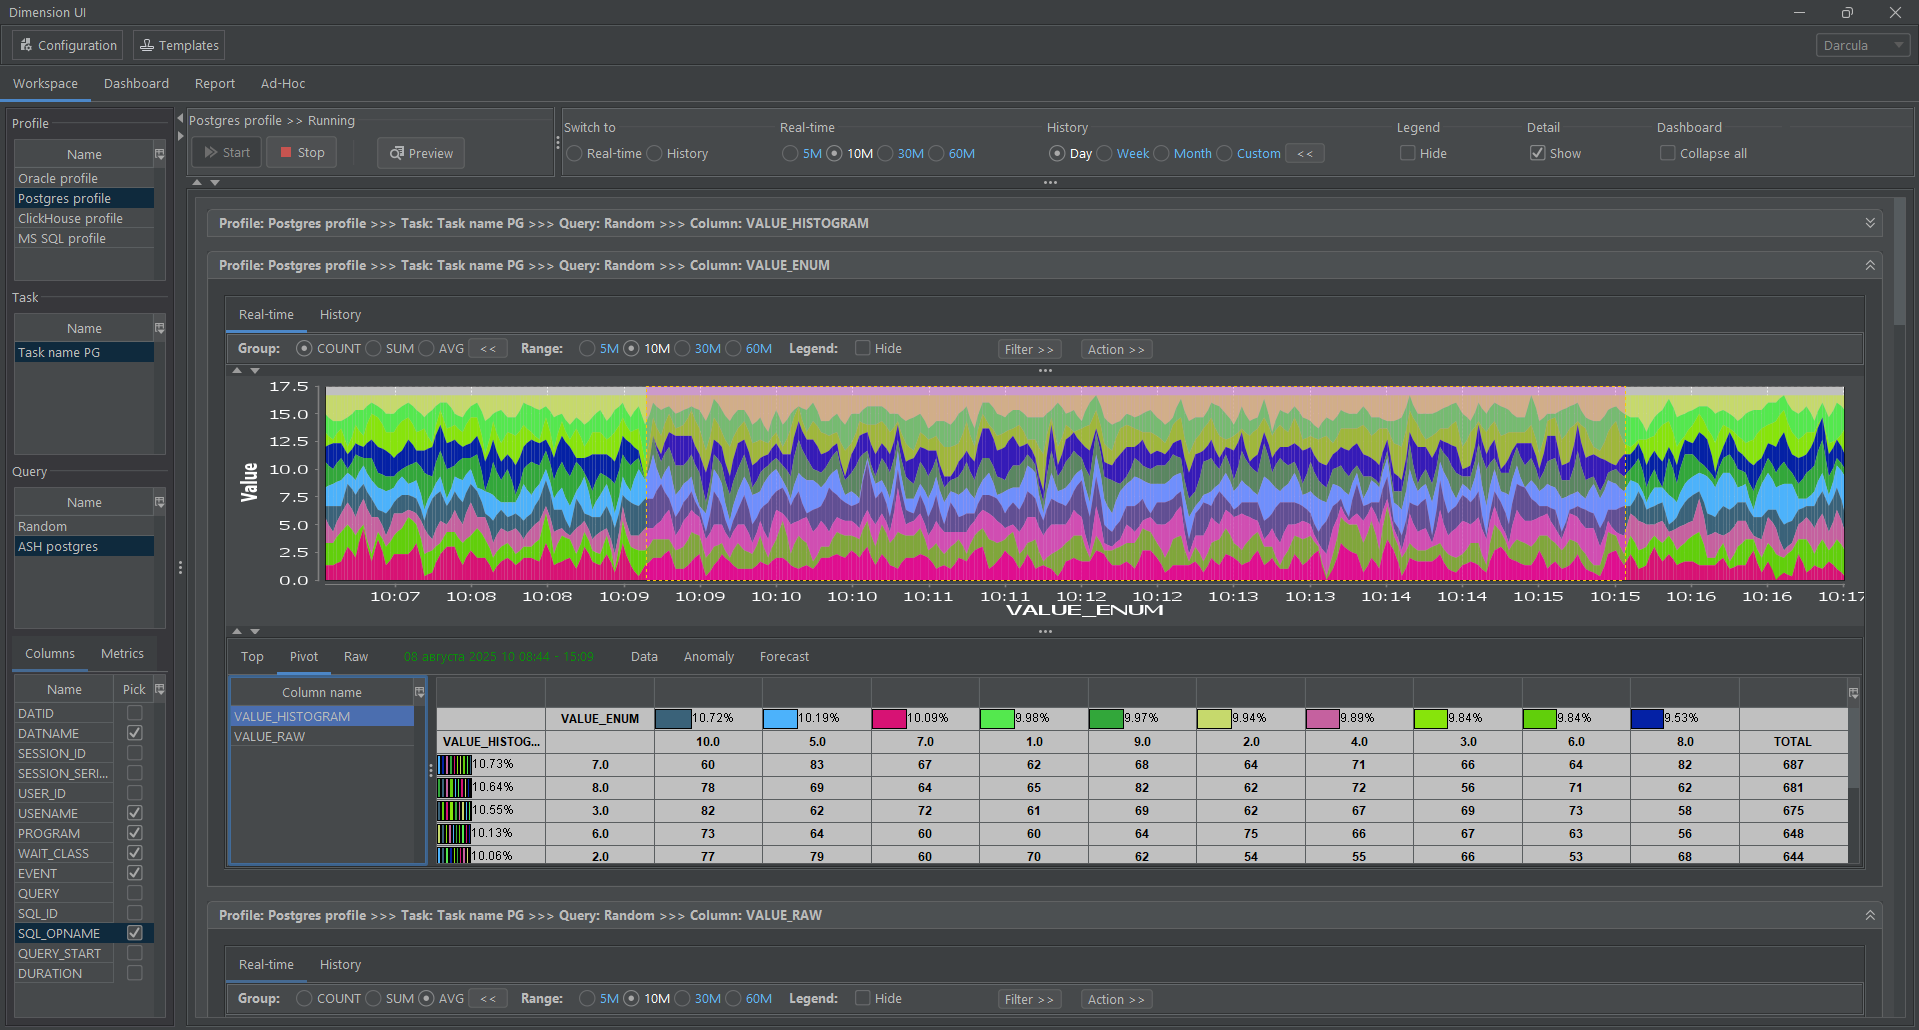 Dimension UI
Configuration Templates Darcula
Workspace Dashboard Report Ad-Hoc
Profile
Name
Oracle profile
Postgres profile
ClickHouse profile
MS SQL profile
Task
Name
Task name PG
Query
Name
Random
ASH postgres
Columns Metrics
Name Pick
DATID
DATNAME
SESSION_ID
SESSION_SERI...
USER_ID
USENAME
PROGRAM
WAIT_CLASS
EVENT
QUERY
SQL_ID
SQL_OPNAME
QUERY_START
DURATION
Postgres profile >> Running
Start Stop Preview
Switch to Real-time History Legend Detail Dashboard
Real-time History 5M 10M 30M 60M Day Week Month Custom << Hide Show Collapse all
Profile: Postgres profile >>> Task: Task name PG >>> Query: Random >>> Column: VALUE_HISTOGRAM
Profile: Postgres profile >>> Task: Task name PG >>> Query: Random >>> Column: VALUE_ENUM
Real-time History
Group: COUNT SUM AVG << Range: 5M 10M 30M 60M Legend: Hide Filter >> Action >>
Value
17.5
15.0
12.5
10.0
7.5
5.0
2.5
0.0
10:07 10:08 10:08 10:09 10:09 10:10 10:10 10:11 10:11 10:12 10:12 10:13 10:13 10:14 10:14 10:15 10:15 10:16 10:16 10:17
VALUE_ENUM
Top Pivot Raw 08 августа 2025 10 08:44 - 15:09 Data Anomaly Forecast
Column name
VALUE_HISTOGRAM
VALUE_RAW
VALUE_ENUM 10.72% 10.19% 10.09% 9.98% 9.97% 9.94% 9.89% 9.84% 9.84% 9.53%
VALUE_HISTOG... 10.0 5.0 7.0 1.0 9.0 2.0 4.0 3.0 6.0 8.0 TOTAL
10.73% 7.0 60 83 67 62 68 64 71 66 64 82 687
10.64% 8.0 78 69 64 65 82 62 72 56 71 62 681
10.55% 3.0 82 62 72 61 69 62 67 69 73 58 675
10.13% 6.0 73 64 60 60 64 75 66 67 63 56 648
10.06% 2.0 77 79 60 70 62 54 55 66 53 68 644
Profile: Postgres profile >>> Task: Task name PG >>> Query: Random >>> Column: VALUE_RAW
Real-time History
Group: COUNT SUM AVG << Range: 5M 10M 30M 60M Legend: Hide Filter >> Action >>